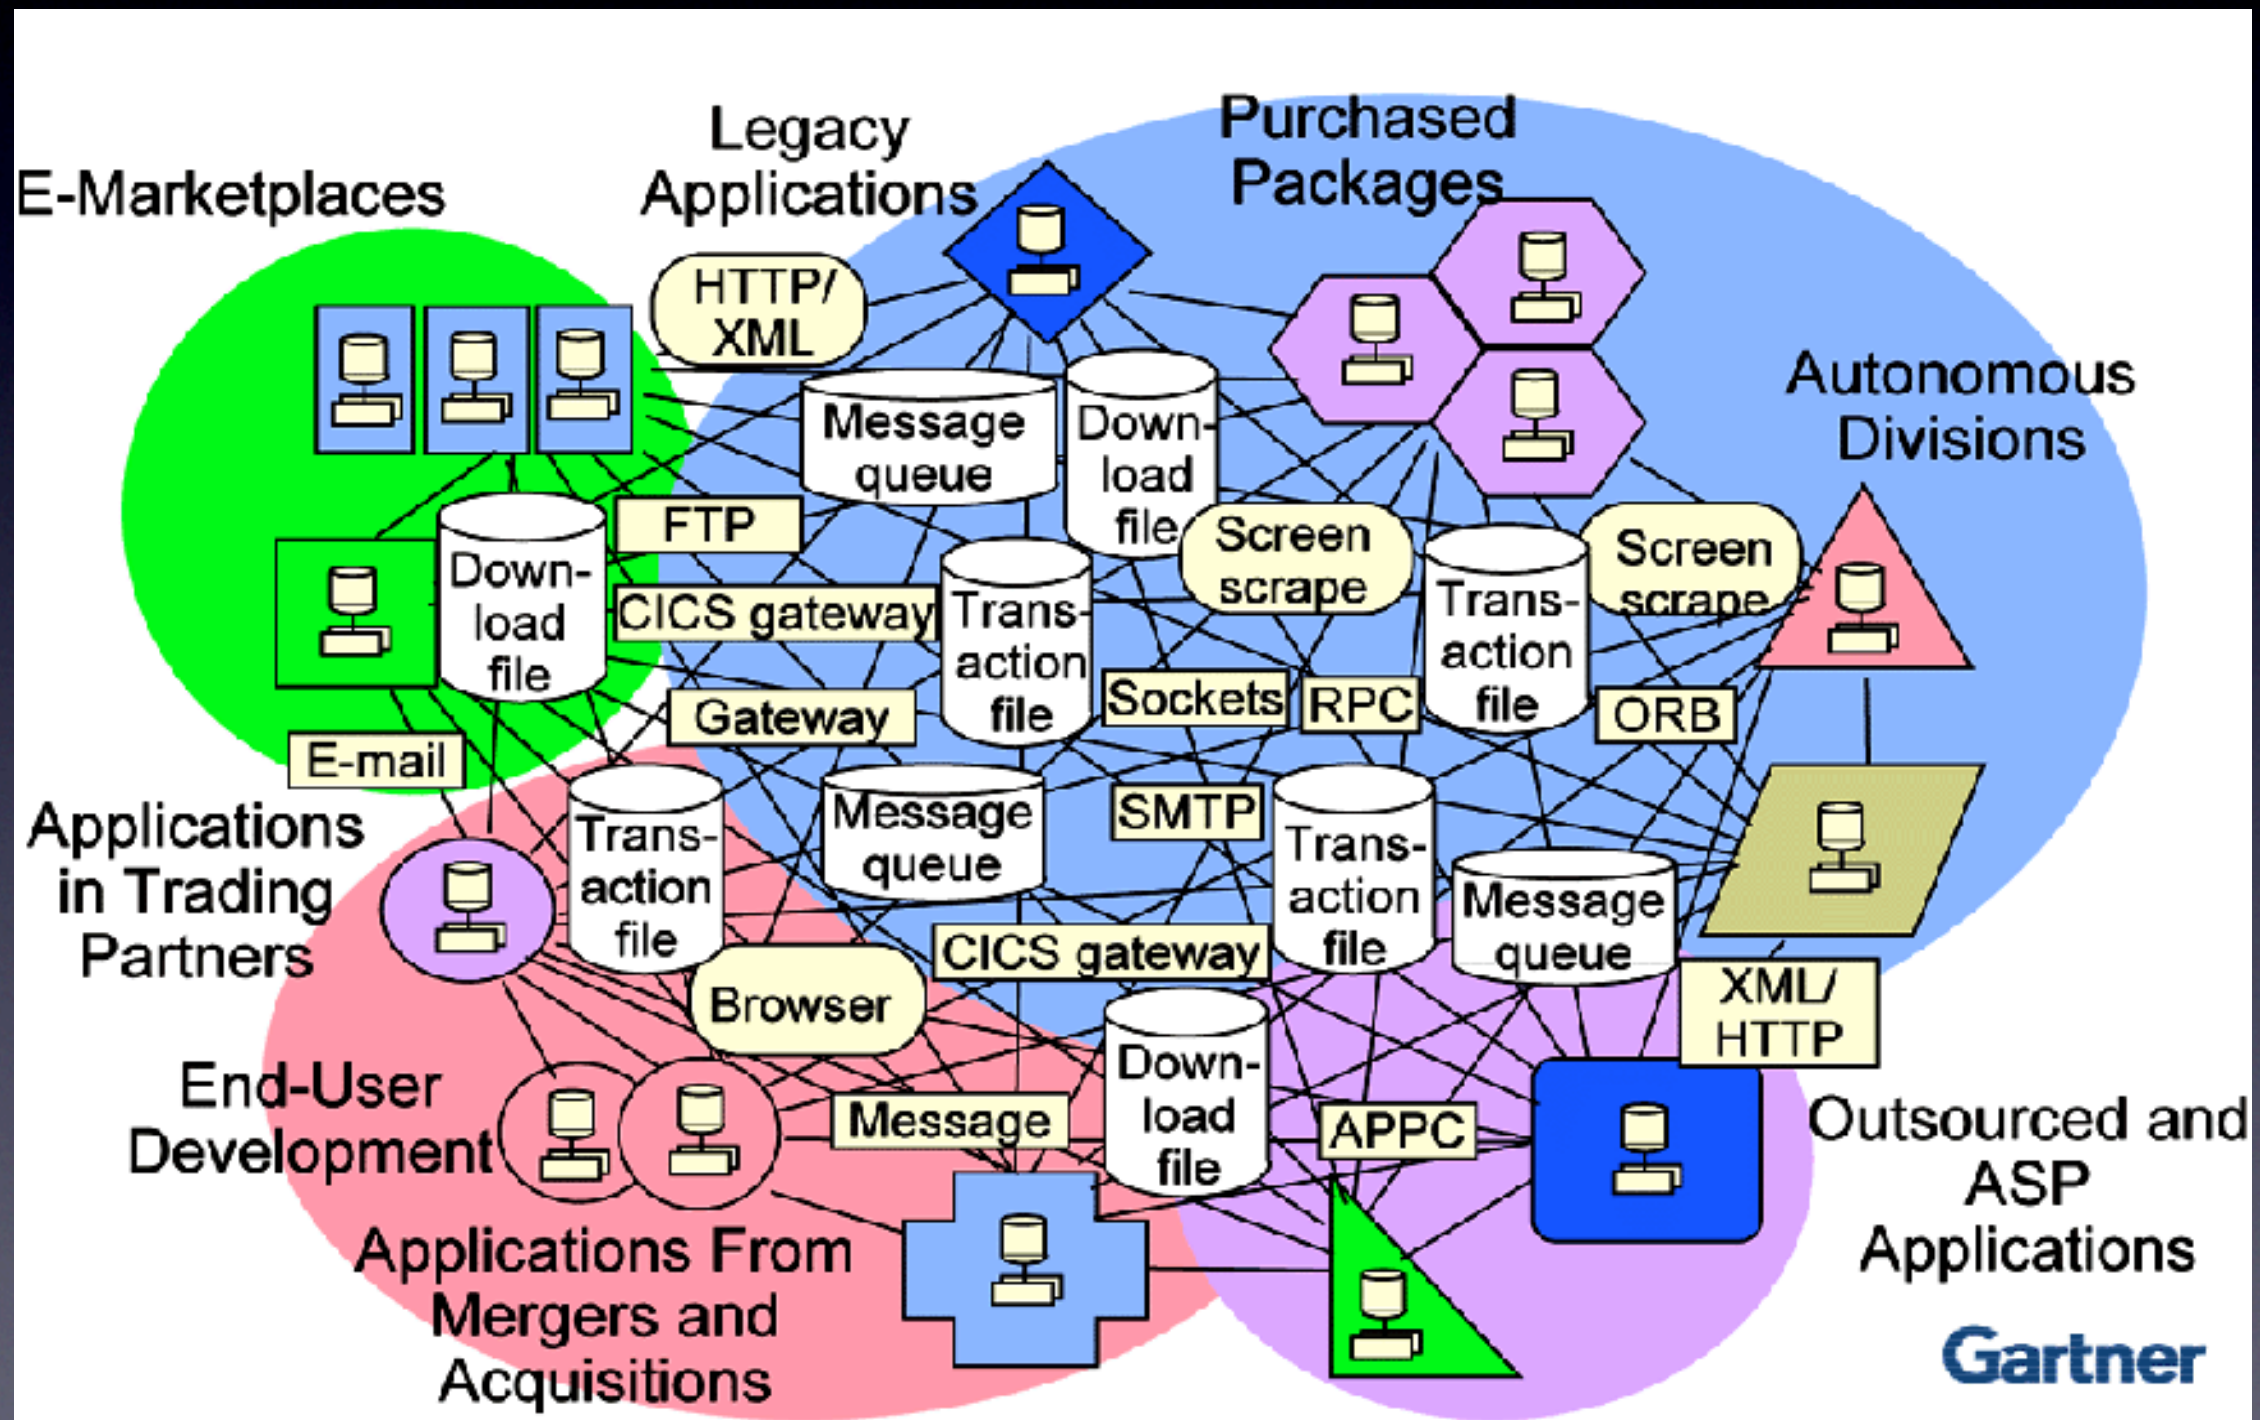 Legacy
Applications
Purchased
Packages
E-Marketplaces
HTTP/
XML
Autonomous
Divisions
Message
queue
Down-
load
file
FTP
Screen
scrape
Screen
scrape
Down-
load
file
CICS gateway
Trans-
action
file
Trans-
action
file
Gateway
Sockets
RPC
ORB
E-mail
Applications
in Trading
Partners
Trans-
action
file
Message
queue
SMTP
Trans-
action
file
Message
queue
CICS gateway
Browser
XML/
HTTP
End-User
Development
Message
Down-
load
file
APPC
Outsourced and
ASP
Applications
Applications From
Mergers and
Acquisitions
Gartner